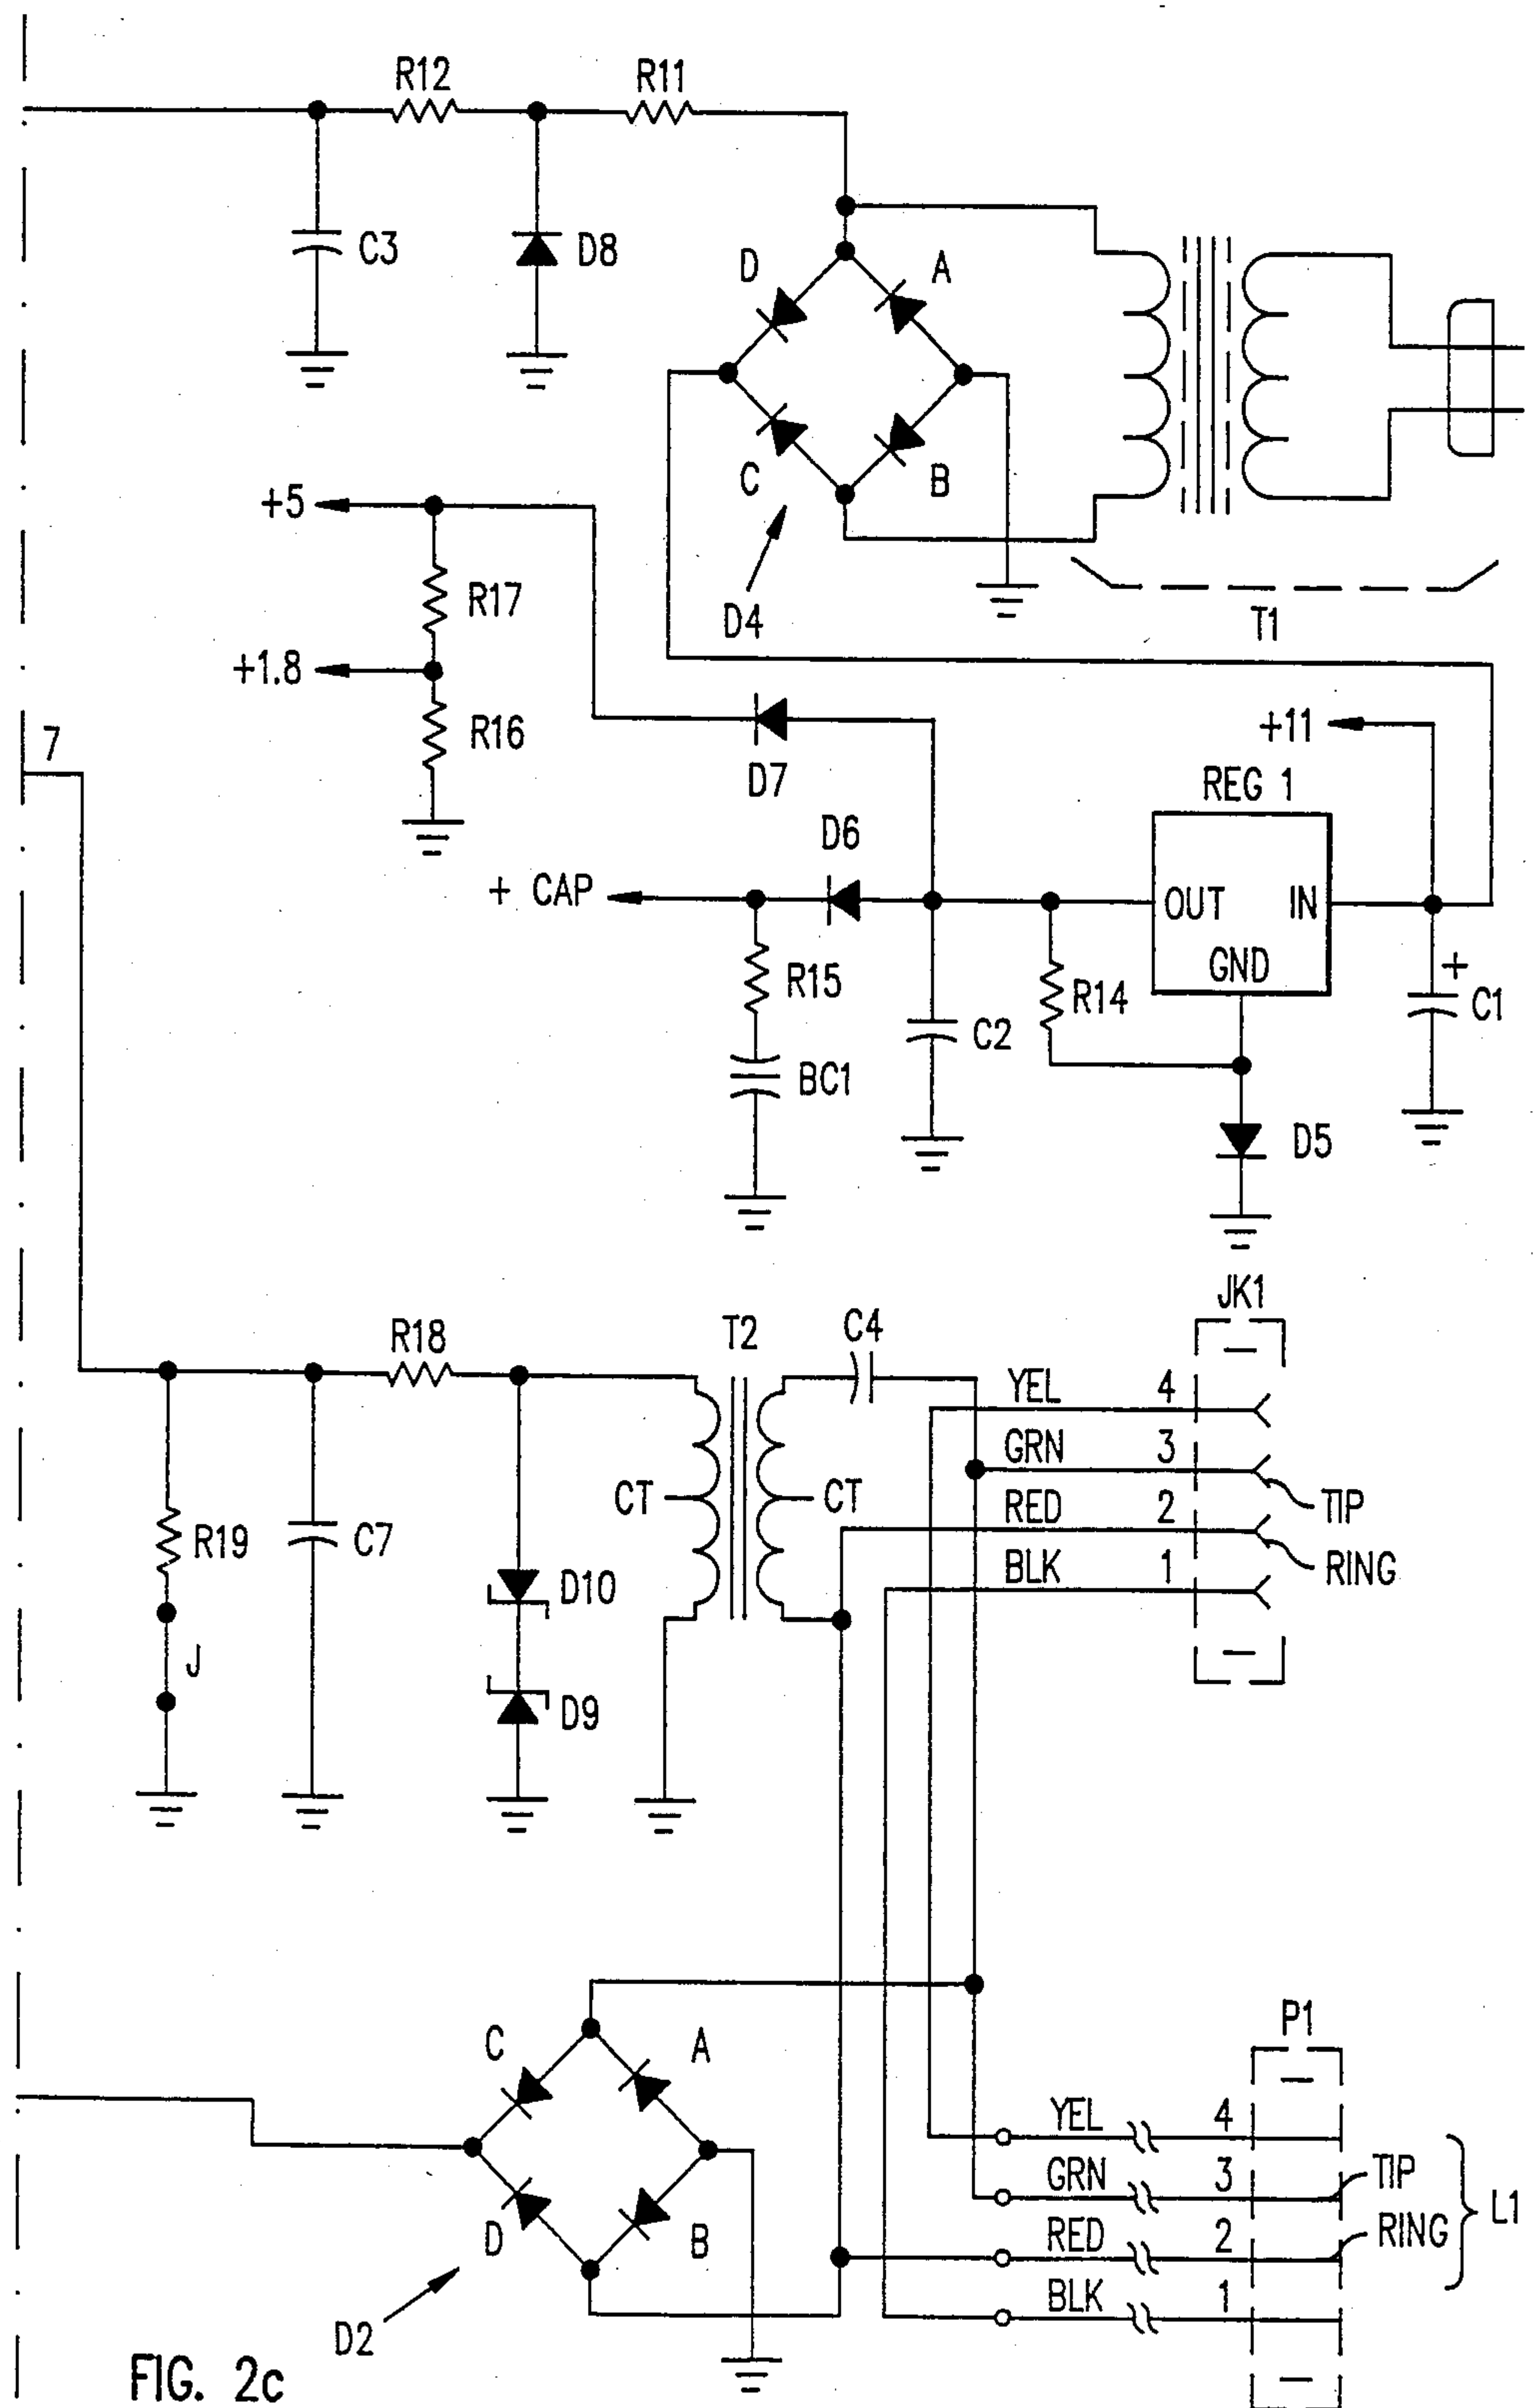 R12 R11
C3 D8 D A
C B
+5
R17 D4 T1
+1.8
R16 +11
7
D7 REG 1
D6
+ CAP OUT IN
GND +
R15 R14 C1
C2
BC1
D5
JK1
R18 T2 C4
YEL 4
GRN 3
CT CT RED 2 TIP
R19 C7 BLK 1 RING
D10
J
D9
P1
C A
YEL 4
GRN 3 TIP
L1
D B RED 2 RING
BLK 1
D2
FIG. 2c